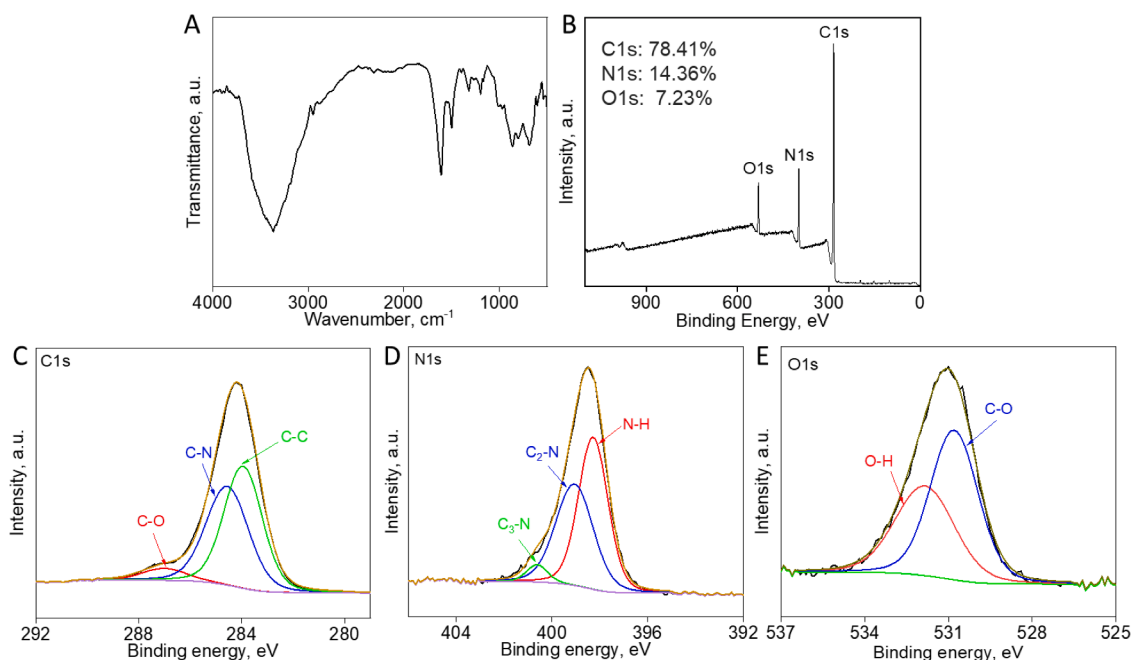 A
Transmittance, a.u.
4000
3000
2000
1000
Wavenumber, cm⁻¹
B
C1s: 78.41%
N1s: 14.36%
O1s: 7.23%
C1s
N1s
O1s
Intensity, a.u.
900
600
300
0
Binding Energy, eV
C
C1s
C-C
C-N
C-O
Intensity, a.u.
292
288
284
280
Binding energy, eV
D
N1s
N-H
C₂-N
C₃-N
Intensity, a.u.
404
400
396
392
Binding energy, eV
E
O1s
C-O
O-H
Intensity, a.u.
537
534
531
528
525
Binding energy, eV